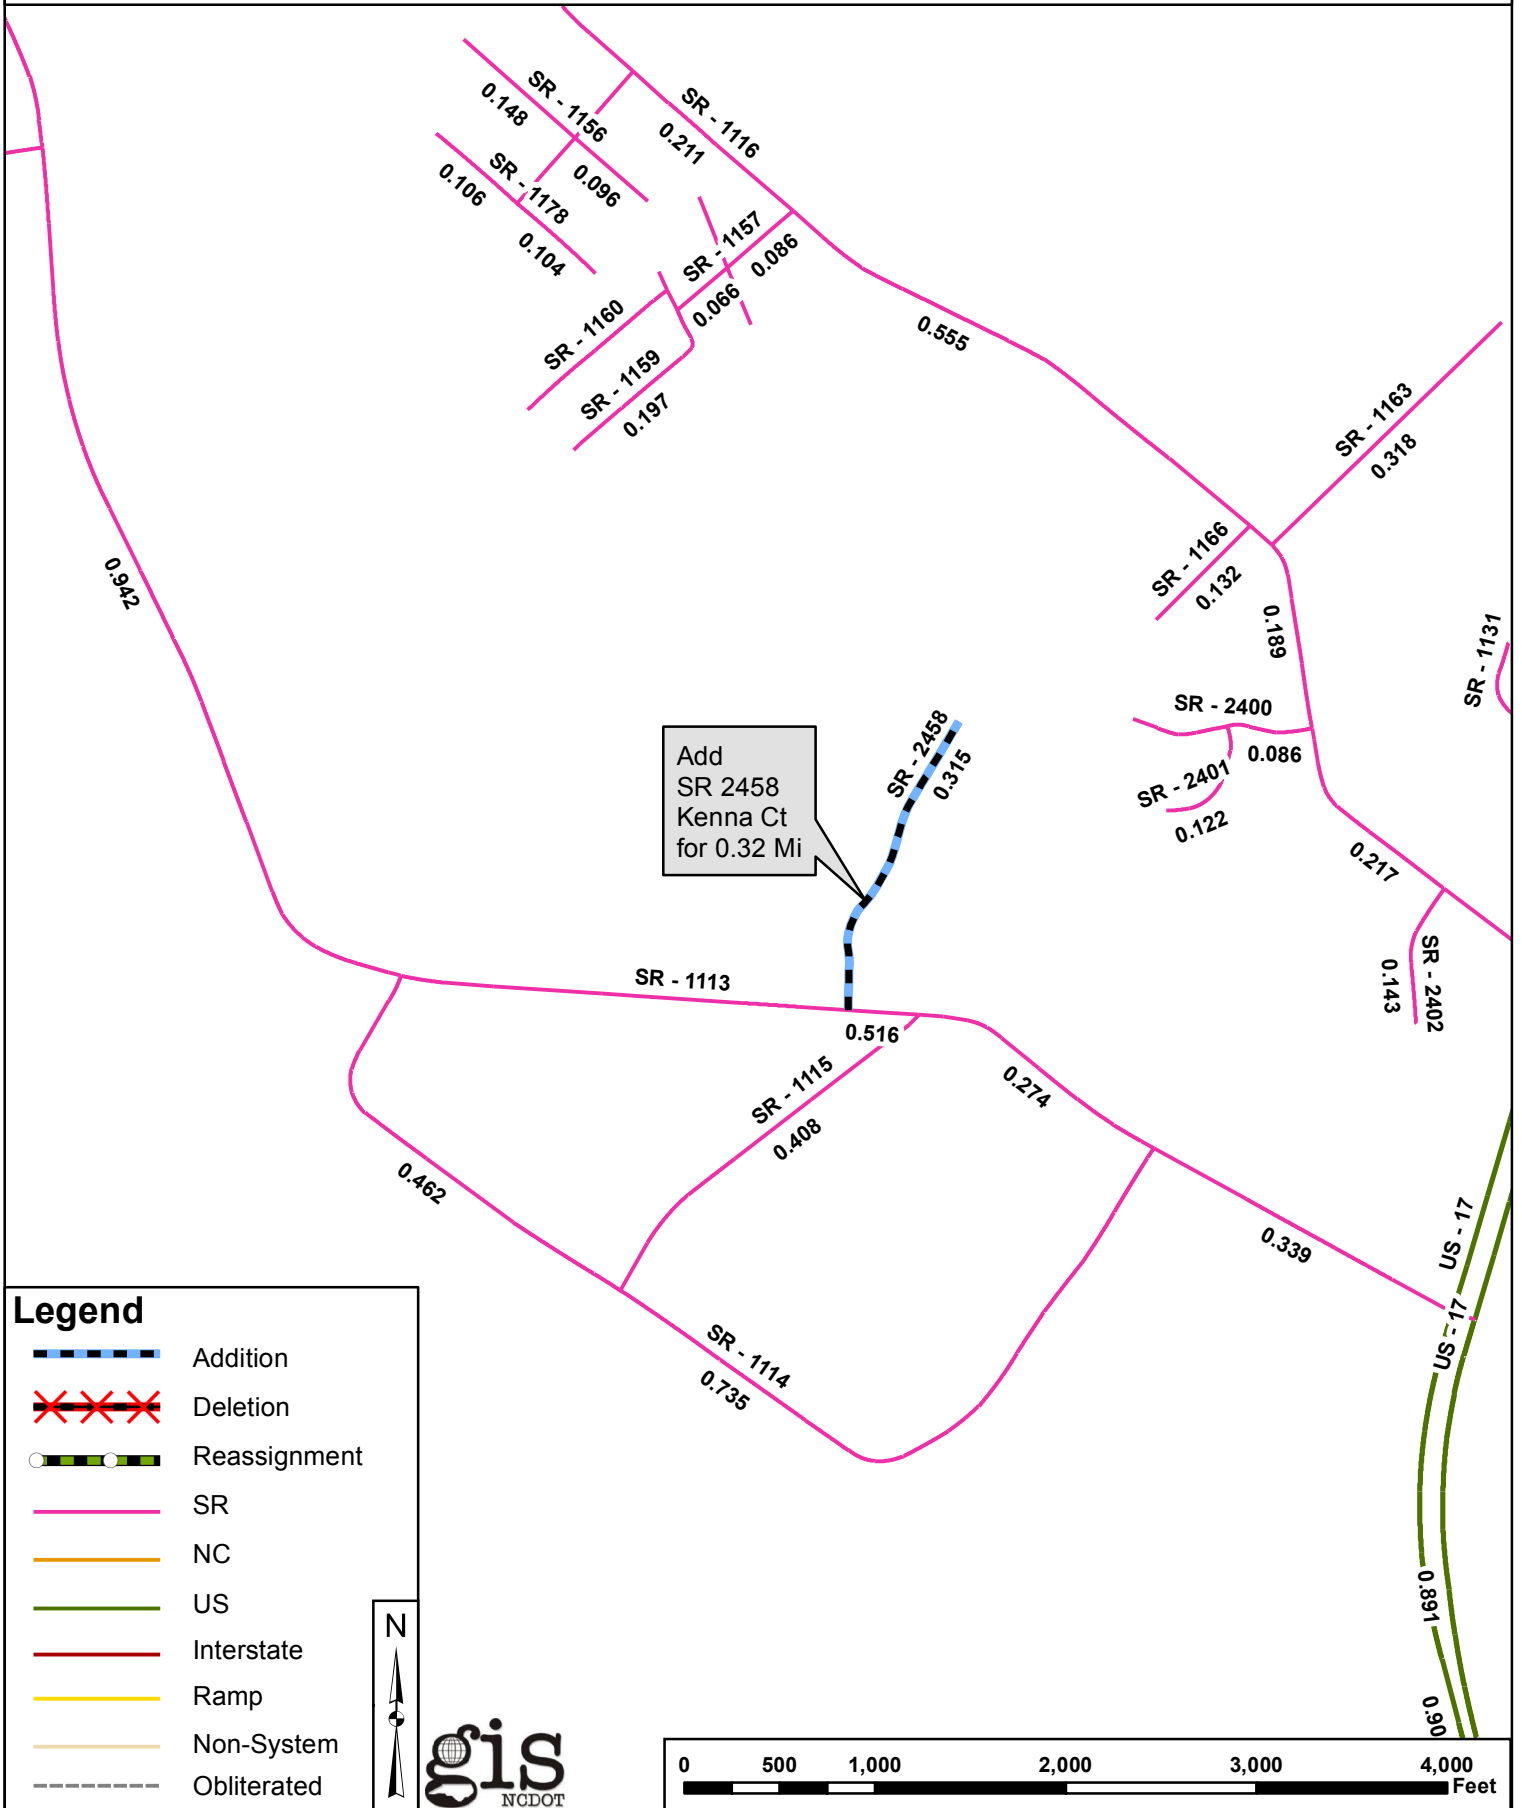 SR - 1156
0.148
SR - 1116
0.211
SR - 1178
0.106
0.096
0.104
SR - 1157
0.086
0.066
SR - 1160
SR - 1159
0.197
0.555
SR - 1163
0.318
SR - 1166
0.132
0.942
0.189
SR - 1131
SR - 2400
0.086
SR - 2401
0.122
Add
SR 2458
Kenna Ct
for 0.32 Mi
SR - 2458
0.315
0.217
SR - 2402
0.143
SR - 1113
0.516
SR - 1115
0.408
0.274
0.462
0.339
US - 17
US - 17
SR - 1114
0.735
0.891
0.90
Legend
Addition
Deletion
Reassignment
SR
NC
US
Interstate
Ramp
Non-System
Obliterated
N
gis
NCDOT
0 500 1,000 2,000 3,000 4,000
Feet